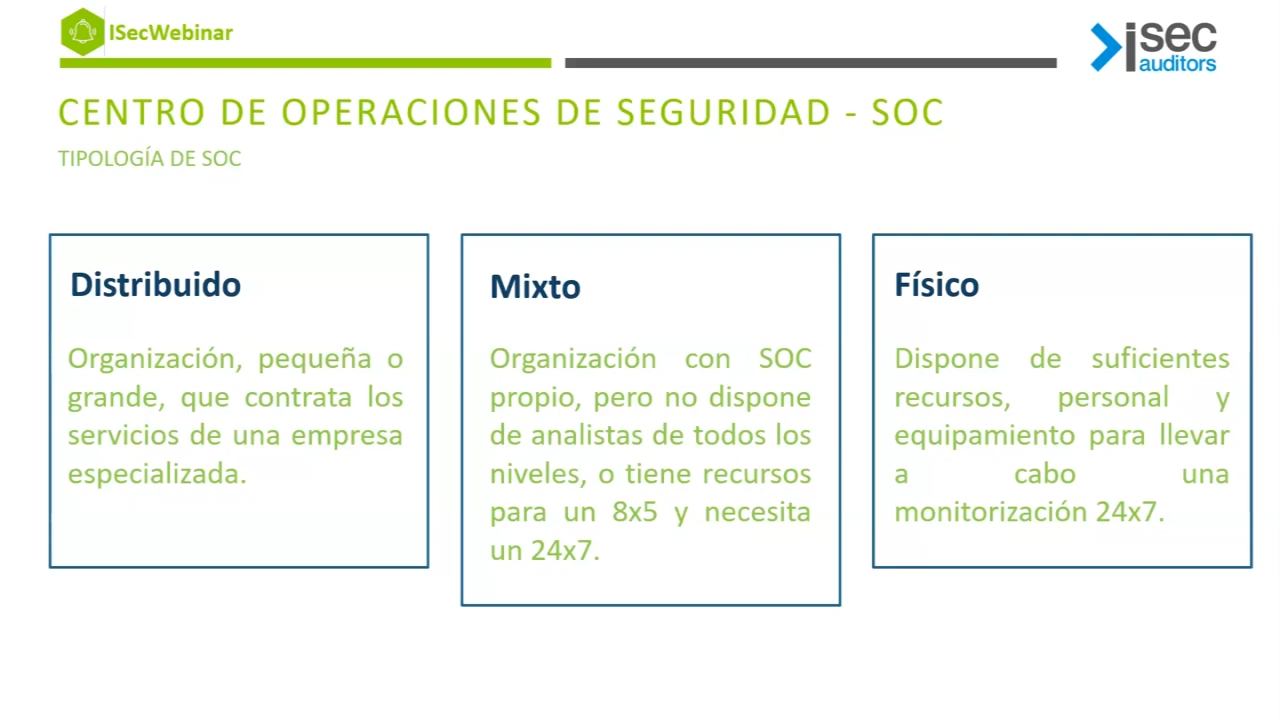 ISecWebinar
isec
auditors
CENTRO DE OPERACIONES DE SEGURIDAD - SOC
TIPOLOGÍA DE SOC
Distribuido
Organización, pequeña o
grande, que contrata los
servicios de una empresa
especializada.
Mixto
Organización con SOC
propio, pero no dispone
de analistas de todos los
niveles, o tiene recursos
para un 8x5 y necesita
un 24x7.
Físico
Dispone de suficientes
recursos, personal y
equipamiento para llevar
a cabo una
monitorización 24x7.